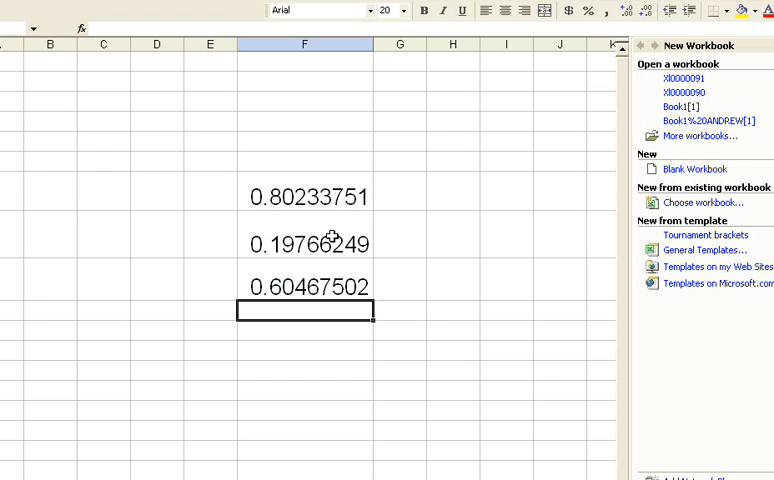 Arial 20 B I U $ % , .00 .00
fx
New Workbook
B C D E F G H I J K
Open a workbook
Xl0000091
Xl0000090
Book1[1]
Book1%20ANDREW[1]
More workbooks...
New
Blank Workbook
New from existing workbook
Choose workbook...
New from template
Tournament brackets
General Templates...
Templates on my Web Sites
Templates on Microsoft.com
0.80233751
0.19766249
0.60467502